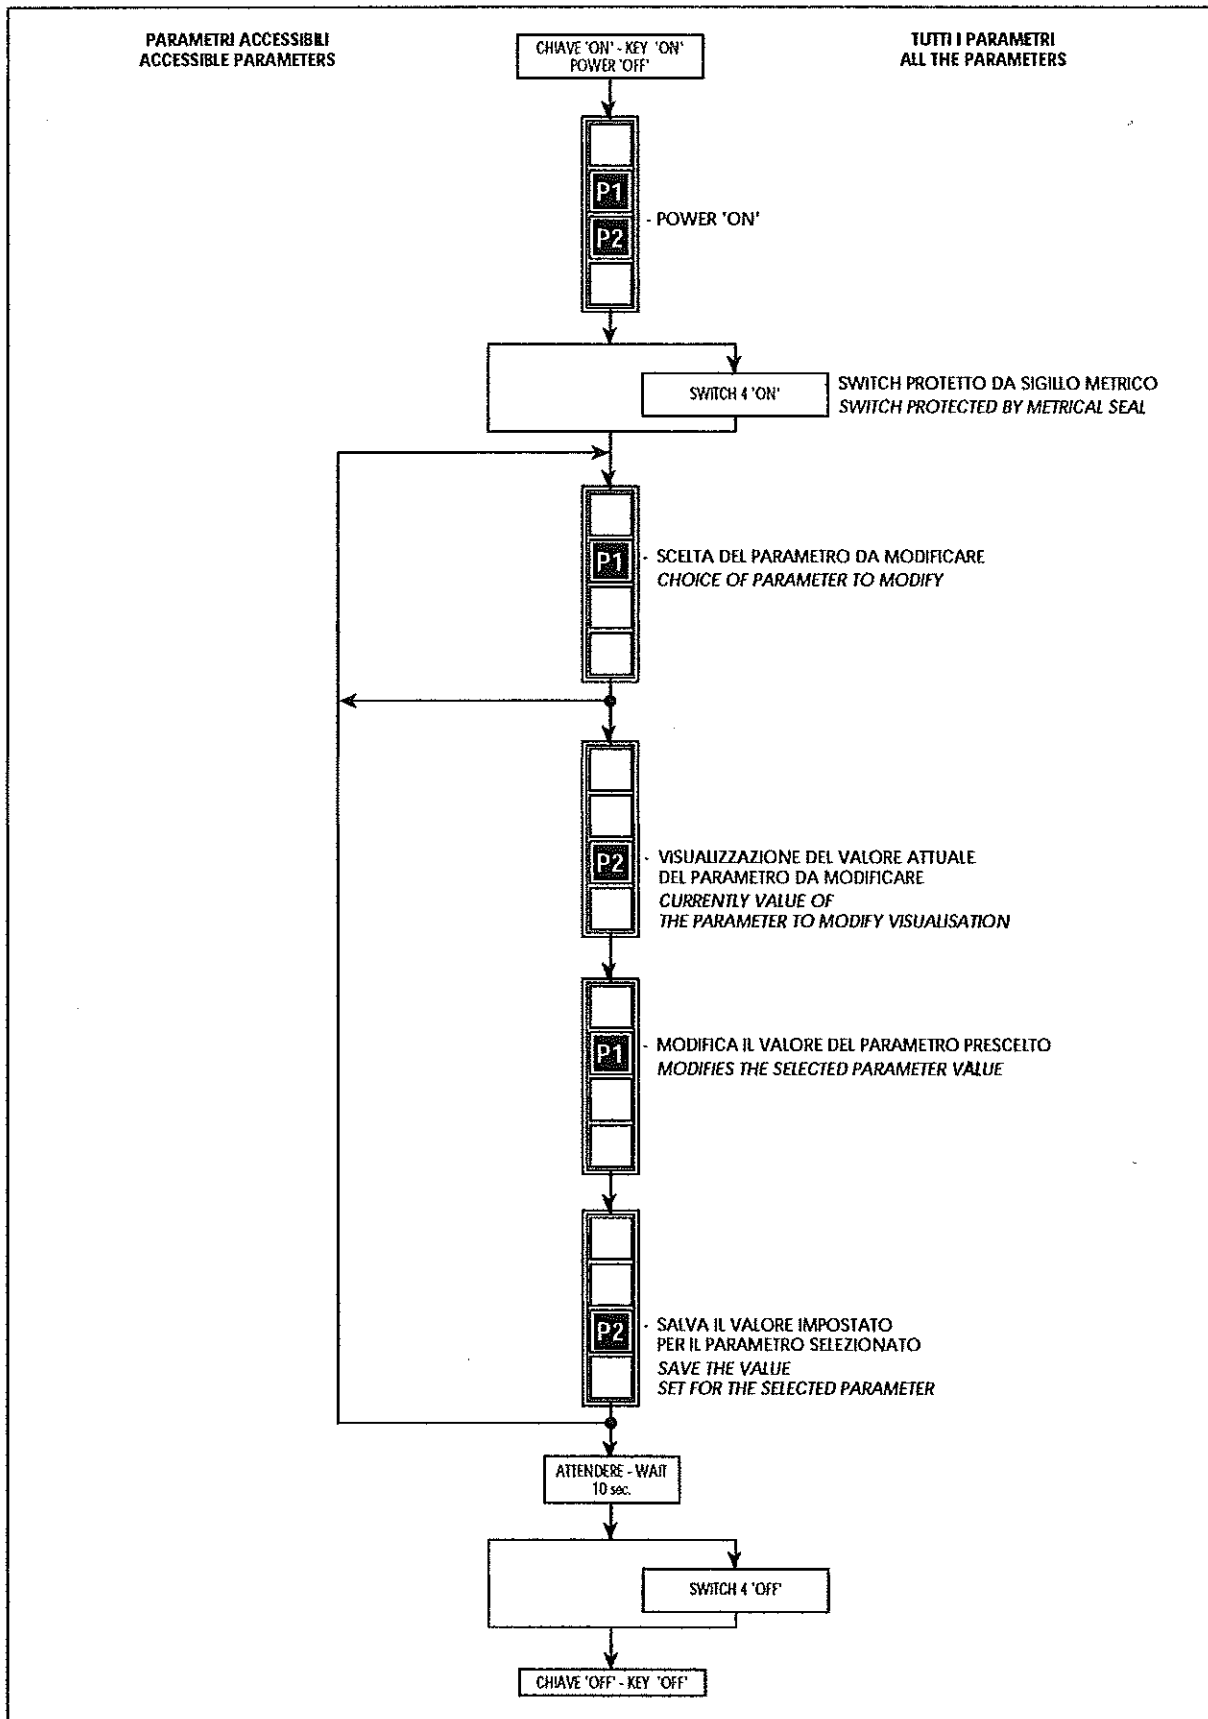 PARAMETRI ACCESSIBILI
ACCESSIBLE PARAMETERS
CHIAVE 'ON' - KEY 'ON'
POWER 'OFF'
TUTTI I PARAMETRI
ALL THE PARAMETERS
P1
P2
- POWER 'ON'
SWITCH 4 'ON'
SWITCH PROTETTO DA SIGILLO METRICO
SWITCH PROTECTED BY METRICAL SEAL
P1
- SCELTA DEL PARAMETRO DA MODIFICARE
CHOICE OF PARAMETER TO MODIFY
P2
- VISUALIZZAZIONE DEL VALORE ATTUALE
DEL PARAMETRO DA MODIFICARE
CURRENTLY VALUE OF
THE PARAMETER TO MODIFY VISUALISATION
P1
- MODIFICA IL VALORE DEL PARAMETRO PRESCELTO
MODIFIES THE SELECTED PARAMETER VALUE
P2
- SALVA IL VALORE IMPOSTATO
PER IL PARAMETRO SELEZIONATO
SAVE THE VALUE
SET FOR THE SELECTED PARAMETER
ATTENDERE - WAIT
10 sec.
SWITCH 4 'OFF'
CHIAVE 'OFF' - KEY 'OFF'